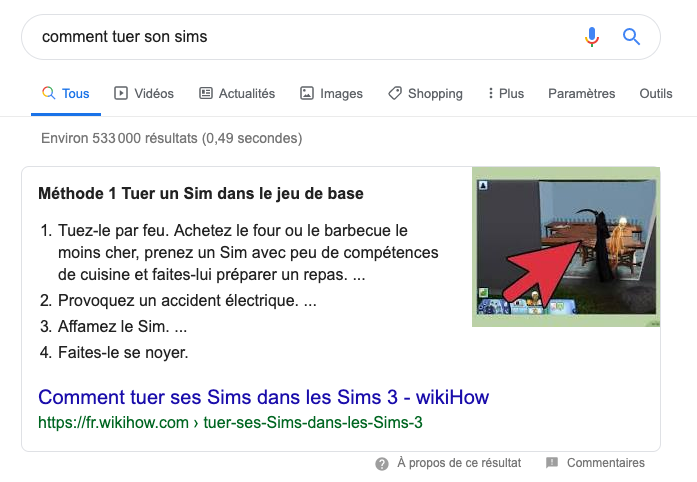 comment tuer son sims
Tous Vidéos Actualités Images Shopping Plus Paramètres Outils
Environ 533 000 résultats (0,49 secondes)
Méthode 1 Tuer un Sim dans le jeu de base
1. Tuez-le par feu. Achetez le four ou le barbecue le
moins cher, prenez un Sim avec peu de compétences
de cuisine et faites-lui préparer un repas. ...
2. Provoquez un accident électrique. ...
3. Affamez le Sim. ...
4. Faites-le se noyer.
Comment tuer ses Sims dans les Sims 3 - wikiHow
https://fr.wikihow.com › tuer-ses-Sims-dans-les-Sims-3
À propos de ce résultat Commentaires